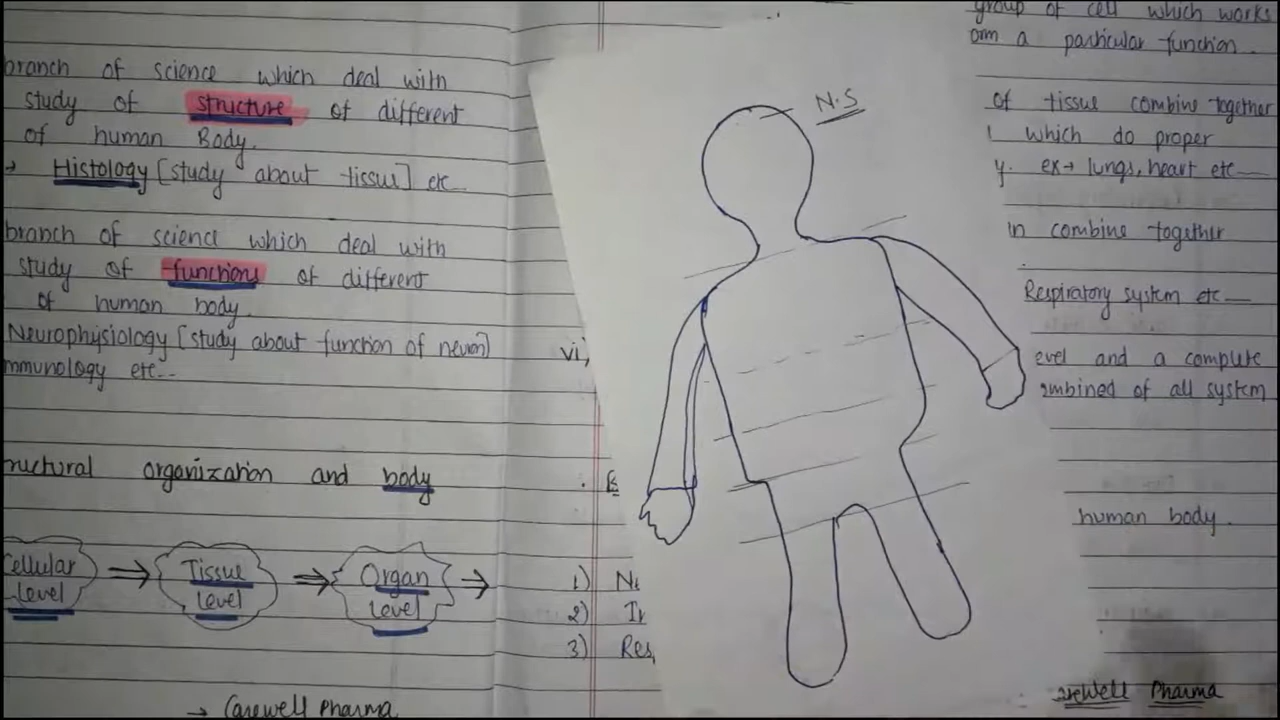 branch of science which deal with
study of structure of different
of human Body.
→ Histology [study about tissue] etc
branch of science which deal with
study of functions of different
of human body.
Neurophysiology [study about function of neuron]
mmunology etc...
ructural organization and body
Cellular level ⇒ Tissue level ⇒ Organ level →
→ Carewell Pharma
vi)
1) N
2) I
3) Res
N.S
group of cell which works
orm a particular function.
of tissue combine together
which do proper
y. ex→ lungs, heart etc
in combine together
Respiratory system etc
evel and a complete
ombined of all system
human body.
arewell Pharma